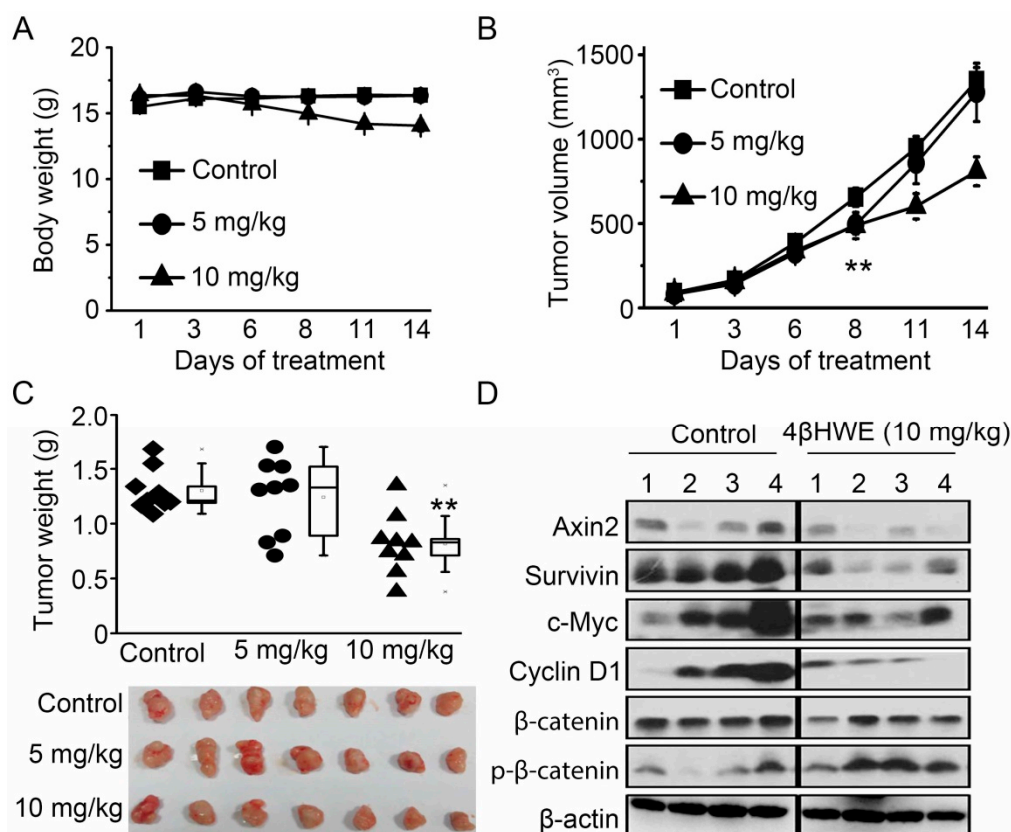 A
Body weight (g)
20
15
10
5
0
Control
5 mg/kg
10 mg/kg
1 3 6 8 11 14
Days of treatment
B
Tumor volume (mm³)
1500
1000
500
0
Control
5 mg/kg
10 mg/kg
**
1 3 6 8 11 14
Days of treatment
C
Tumor weight (g)
2.0
1.5
1.0
0.5
0
**
Control 5 mg/kg 10 mg/kg
Control
5 mg/kg
10 mg/kg
D
Control 4βHWE (10 mg/kg)
1 2 3 4 1 2 3 4
Axin2
Survivin
c-Myc
Cyclin D1
β-catenin
p-β-catenin
β-actin